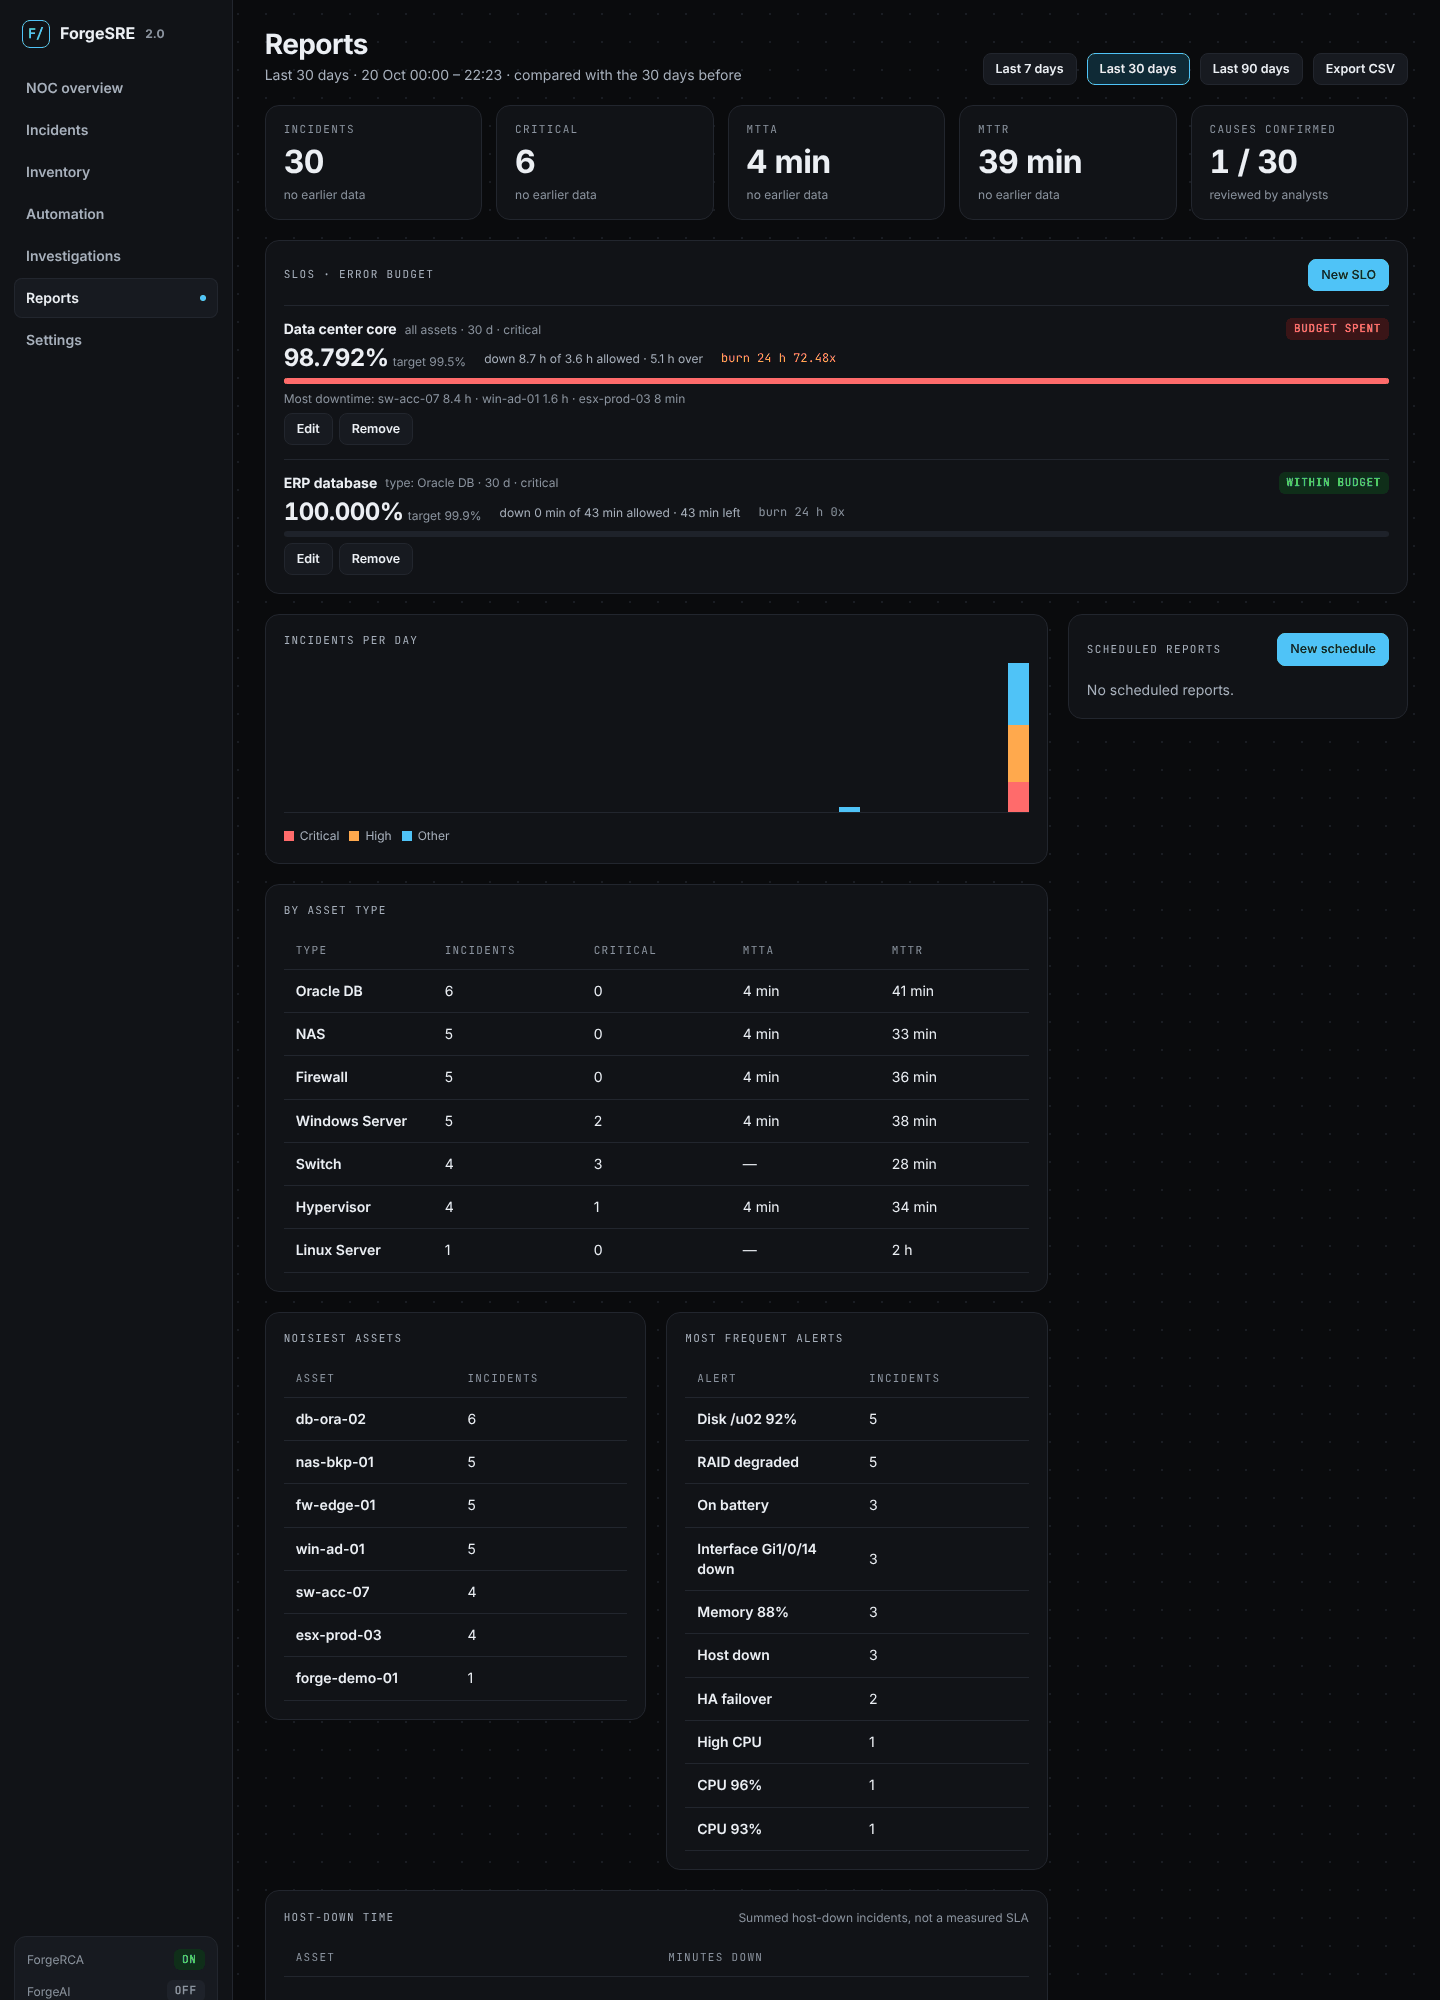 F/ ForgeSRE 2.0
NOC overview
Incidents
Inventory
Automation
Investigations
Reports
Settings
ForgeRCA ON
ForgeAI OFF
Reports
Last 30 days · 20 Oct 00:00 – 22:23 · compared with the 30 days before
Last 7 days Last 30 days Last 90 days Export CSV
INCIDENTS
30
no earlier data
CRITICAL
6
no earlier data
MTTA
4 min
no earlier data
MTTR
39 min
no earlier data
CAUSES CONFIRMED
1 / 30
reviewed by analysts
SLOS · ERROR BUDGET New SLO
Data center core all assets · 30 d · critical BUDGET SPENT
98.792% target 99.5% down 8.7 h of 3.6 h allowed · 5.1 h over burn 24 h 72.48x
Most downtime: sw-acc-07 8.4 h · win-ad-01 1.6 h · esx-prod-03 8 min
Edit Remove
ERP database type: Oracle DB · 30 d · critical WITHIN BUDGET
100.000% target 99.9% down 0 min of 43 min allowed · 43 min left burn 24 h 0x
Edit Remove
INCIDENTS PER DAY
Critical High Other
SCHEDULED REPORTS New schedule
No scheduled reports.
BY ASSET TYPE
TYPE INCIDENTS CRITICAL MTTA MTTR
Oracle DB 6 0 4 min 41 min
NAS 5 0 4 min 33 min
Firewall 5 0 4 min 36 min
Windows Server 5 2 4 min 38 min
Switch 4 3 — 28 min
Hypervisor 4 1 4 min 34 min
Linux Server 1 0 — 2 h
NOISIEST ASSETS
ASSET INCIDENTS
db-ora-02 6
nas-bkp-01 5
fw-edge-01 5
win-ad-01 5
sw-acc-07 4
esx-prod-03 4
forge-demo-01 1
MOST FREQUENT ALERTS
ALERT INCIDENTS
Disk /u02 92% 5
RAID degraded 5
On battery 3
Interface Gi1/0/14 down 3
Memory 88% 3
Host down 3
HA failover 2
High CPU 1
CPU 96% 1
CPU 93% 1
HOST-DOWN TIME Summed host-down incidents, not a measured SLA
ASSET MINUTES DOWN